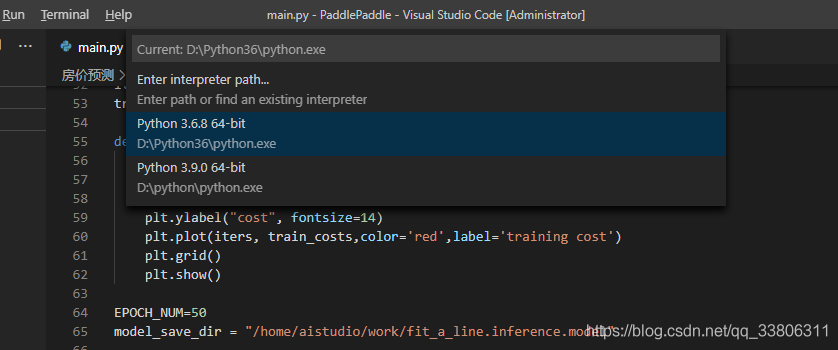 Run Terminal Help main.py - PaddlePaddle - Visual Studio Code [Administrator]
main.py
Current: D:\Python36\python.exe
房价预测
Enter interpreter path...
Enter path or find an existing interpreter
53 tr
Python 3.6.8 64-bit
54
55 de
D:\Python36\python.exe
56
Python 3.9.0 64-bit
57
D:\python\python.exe
58
59 plt.ylabel("cost", fontsize=14)
60 plt.plot(iters, train_costs,color='red',label='training cost')
61 plt.grid()
62 plt.show()
63
64 EPOCH_NUM=50
65 model_save_dir = "/home/aistudio/work/fit_a_line.inference.model"
https://blog.csdn.net/qq_33806311